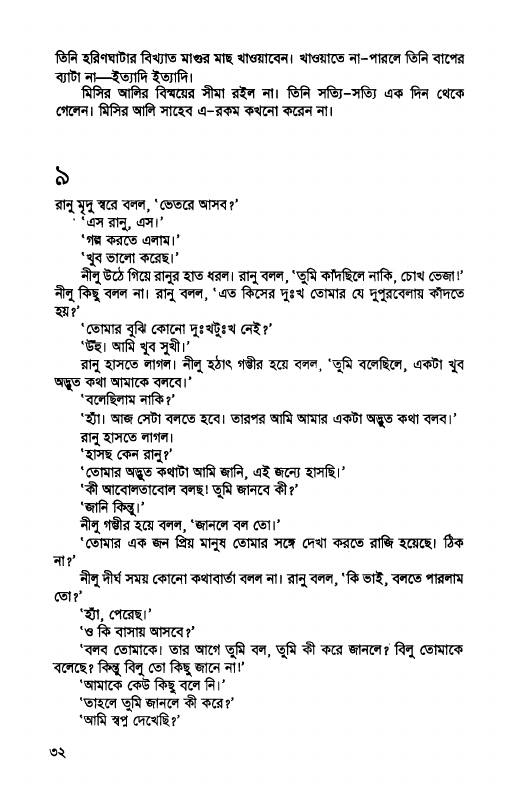 তিনি হরিণঘাটার বিখ্যাত মাগুর মাছ খাওয়াবেন। খাওয়াতে না-পারলে তিনি বাপের
ব্যাটা না—ইত্যাদি ইত্যাদি।
মিসির আলির বিস্ময়ের সীমা রইল না। তিনি সত্যি-সত্যি এক দিন থেকে
গেলেন। মিসির আলি সাহেব এ-রকম কখনো করেন না।
৯
রানু মৃদু স্বরে বলল, ‘ভেতরে আসব?’
‘এস রানু, এস।’
‘গল্প করতে এলাম।’
‘খুব ভালো করেছ।’
নীলু উঠে গিয়ে রানুর হাত ধরল। রানু বলল, ‘তুমি কাঁদছিলে নাকি, চোখ ভেজা!’
নীলু কিছু বলল না। রানু বলল, ‘এত কিসের দুঃখ তোমার যে দুপুরবেলায় কাঁদতে
হয়?’
‘তোমার বুঝি কোনো দুঃখটুঃখ নেই?’
‘উঁহু। আমি খুব সুখী।’
রানু হাসতে লাগল। নীলু হঠাৎ গম্ভীর হয়ে বলল, ‘তুমি বলেছিলে, একটা খুব
অদ্ভুত কথা আমাকে বলবে।’
‘বলেছিলাম নাকি?’
‘হ্যাঁ। আজ সেটা বলতে হবে। তারপর আমি আমার একটা অদ্ভুত কথা বলব।’
রানু হাসতে লাগল।
‘হাসছ কেন রানু?’
‘তোমার অদ্ভুত কথাটা আমি জানি, এই জন্যে হাসছি।’
‘কী আবোলতাবোল বলছ! তুমি জানবে কী?’
‘জানি কিন্তু।’
নীলু গম্ভীর হয়ে বলল, ‘জানলে বল তো।’
‘তোমার এক জন প্রিয় মানুষ তোমার সঙ্গে দেখা করতে রাজি হয়েছে। ঠিক
না?’
নীলু দীর্ঘ সময় কোনো কথাবার্তা বলল না। রানু বলল, ‘কি ভাই, বলতে পারলাম
তো?’
‘হ্যাঁ, পেরেছ।’
‘ও কি বাসায় আসবে?’
‘বলব তোমাকে। তার আগে তুমি বল, তুমি কী করে জানলে? বিলু তোমাকে
বলেছে? কিন্তু বিলু তো কিছু জানে না!’
‘আমাকে কেউ কিছু বলে নি।’
‘তাহলে তুমি জানলে কী করে?’
‘আমি স্বপ্ন দেখেছি?’
৩২